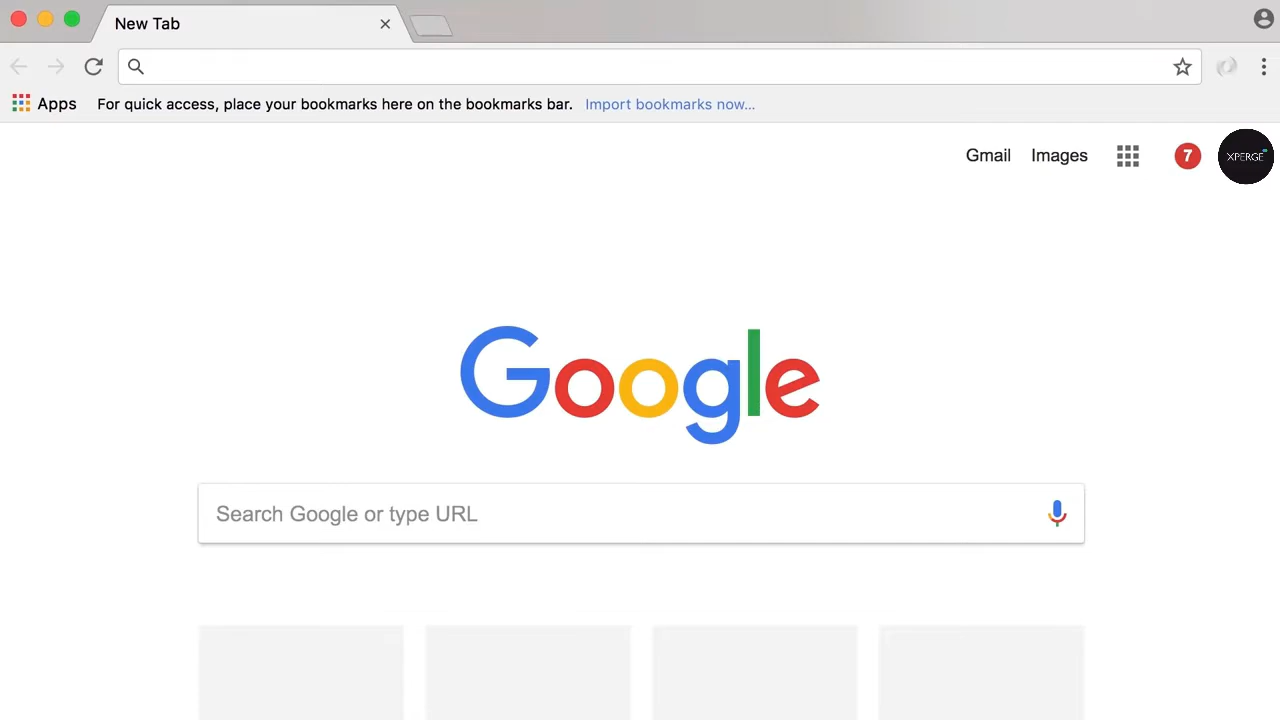 New Tab
Apps For quick access, place your bookmarks here on the bookmarks bar. Import bookmarks now...
Gmail Images 7 XPERGE
Google
Search Google or type URL